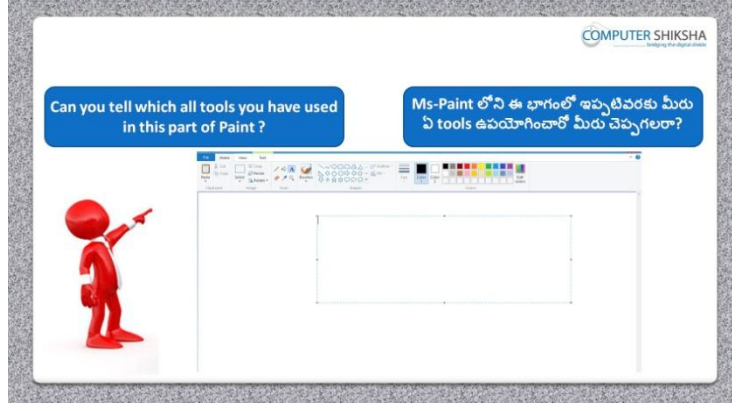 COMPUTER SHIKSHA
bridging the digital divide
Can you tell which all tools you have used
in this part of Paint ?
Ms-Paint లోని ఈ భాగంలో ఇప్పటివరకు మీరు
ఏ tools ఉపయోగించారో మీరు చెప్పగలరా?